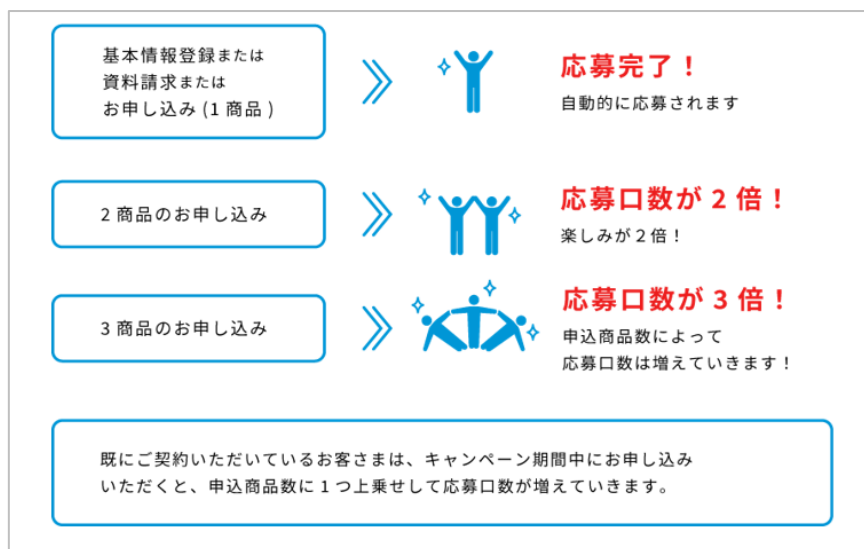 基本情報登録または
資料請求または
お申し込み (1 商品 )
応募完了！
自動的に応募されます
2 商品のお申し込み
応募口数が 2 倍！
楽しみが 2 倍！
3 商品のお申し込み
応募口数が 3 倍！
申込商品数によって
応募口数は増えていきます！
既にご契約いただいているお客さまは、キャンペーン期間中にお申し込み
いただくと、申込商品数に 1 つ上乗せして応募口数が増えていきます。